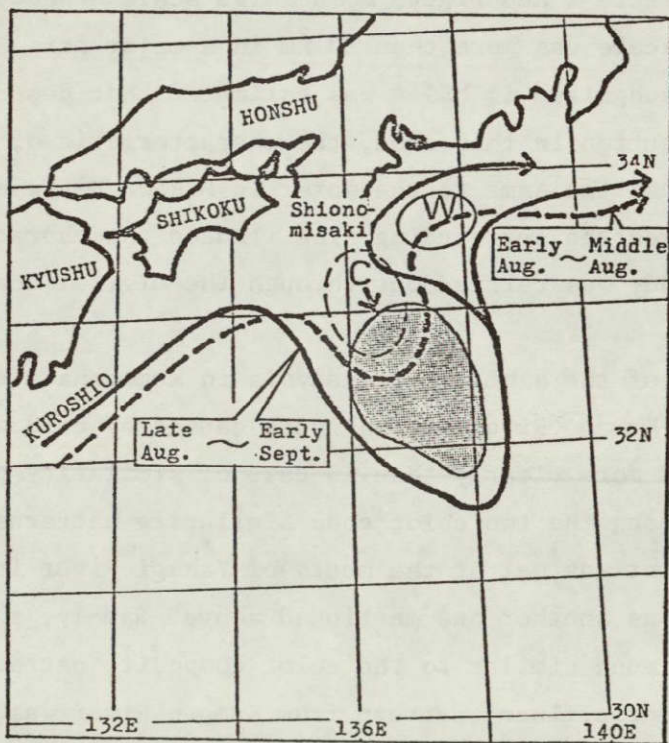 HONSHU
34N
SHIKOKU
Shiono-
misaki
W
KYUSHU
Early ~ Middle
Aug. Aug.
C
KUROSHIO
Late ~ Early
Aug. Sept.
32N
30N
132E
136E
140E